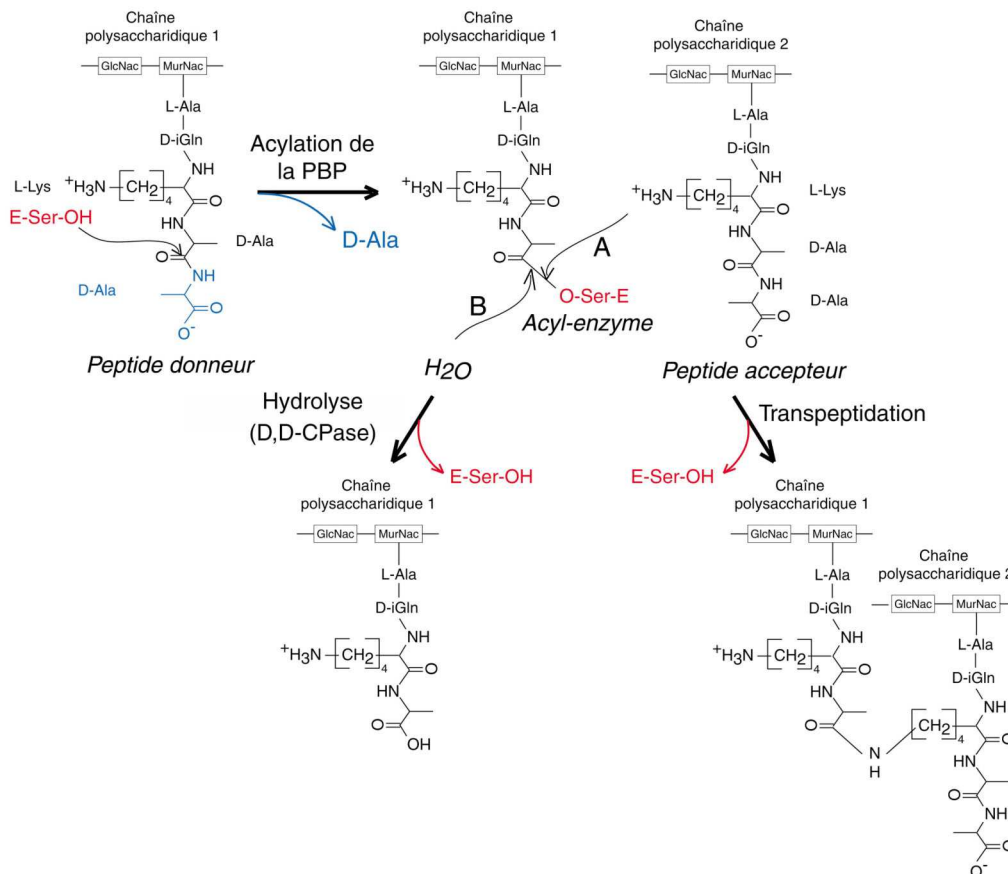 Chaîne
polysaccharidique 1
GlcNac
MurNac
L-Ala
D-iGln
NH
L-Lys
+H3N
CH2
4
O
E-Ser-OH
HN
D-Ala
O
NH
D-Ala
O
O-
Peptide donneur
Acylation de
la PBP
D-Ala
Chaîne
polysaccharidique 1
GlcNac
MurNac
L-Ala
D-iGln
NH
+H3N
CH2
4
O
HN
O
O-Ser-E
Acyl-enzyme
A
B
H2O
Chaîne
polysaccharidique 2
GlcNac
MurNac
L-Ala
D-iGln
NH
L-Lys
+H3N
CH2
4
O
HN
D-Ala
O
HN
D-Ala
O
O-
Peptide accepteur
Hydrolyse
(D,D-CPase)
E-Ser-OH
Transpeptidation
E-Ser-OH
Chaîne
polysaccharidique 1
GlcNac
MurNac
L-Ala
D-iGln
NH
+H3N
CH2
4
O
HN
O
OH
Chaîne
polysaccharidique 1
GlcNac
MurNac
L-Ala
D-iGln
NH
+H3N
CH2
4
O
HN
O
N
H
Chaîne
polysaccharidique 2
GlcNac
MurNac
L-Ala
D-iGln
NH
CH2
4
O
HN
O
HN
O
O-